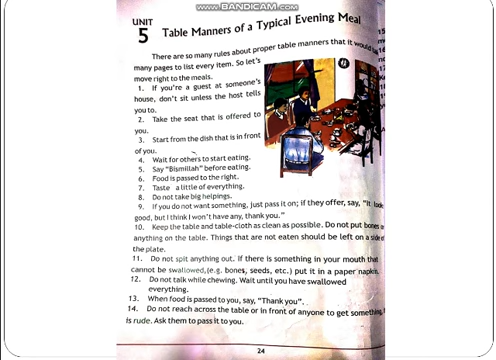 www.BANDICAM.com
UNIT
5
Table Manners of a Typical Evening Meal
There are so many rules about proper table manners that it would
many pages to list every item. So let's
move right to the meals.
1. If you're a guest at someone's
house, don't sit unless the host tells
you to.
2. Take the seat that is offered to
you.
3. Start from the dish that is in front
of you.
4. Wait for others to start eating.
5. Say "Bismillah" before eating.
6. Food is passed to the right.
7. Taste a little of everything.
8. Do not take big helpings.
9. If you do not want something, just pass it on; if they offer, say, "It
good, but I think I won't have any, thank you."
10. Keep the table and table-cloth as clean as possible. Do not put bones
anything on the table. Things that are not eaten should be left on a side
the plate.
11. Do not spit anything out. If there is something in your mouth that
cannot be swallowed, (e.g. bones, seeds, etc.) put it in a paper napkin.
12. Do not talk while chewing. Wait until you have swallowed
everything.
13. When food is passed to you, say, "Thank you".
14. Do not reach across the table or in front of anyone to get something,
is rude. Ask them to pass it to you.
24